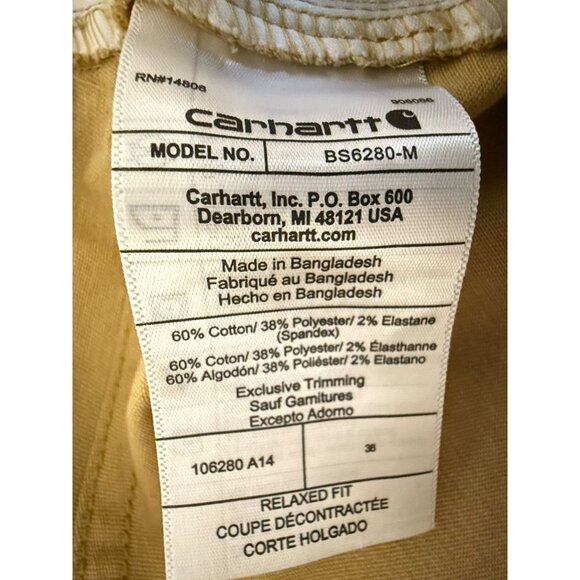 RN#14806
906086
carhartt
MODEL NO. BS6280-M
Carhartt, Inc. P.O. Box 600
Dearborn, MI 48121 USA
carhartt.com
Made in Bangladesh
Fabriqué au Bangladesh
Hecho en Bangladesh
60% Cotton/ 38% Polyester/ 2% Elastane
(Spandex)
60% Coton/ 38% Polyester/ 2% Élasthanne
60% Algodón/ 38% Poliéster/ 2% Elastano
Exclusive Trimming
Sauf Garnitures
Excepto Adorno
106280 A14 36
RELAXED FIT
COUPE DÉCONTRACTÉE
CORTE HOLGADO